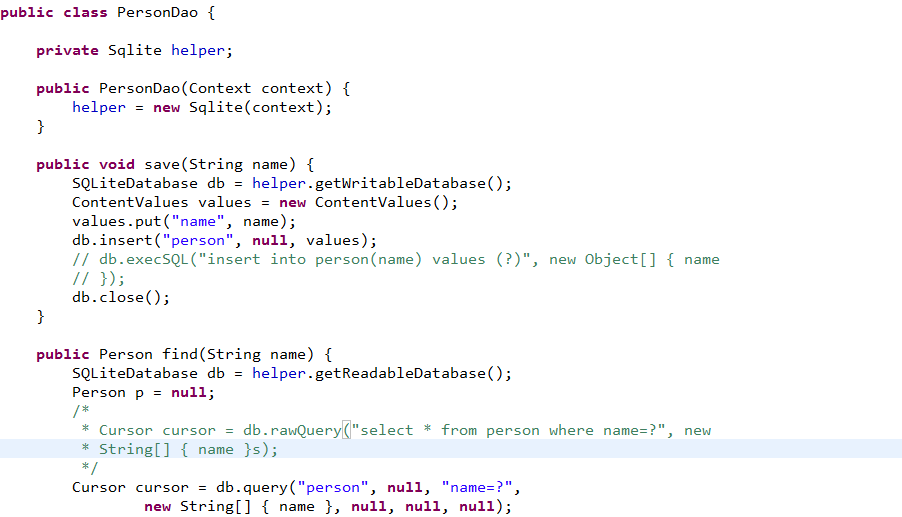 public class PersonDao {
private Sqlite helper;
public PersonDao(Context context) {
helper = new Sqlite(context);
}
public void save(String name) {
SQLiteDatabase db = helper.getWritableDatabase();
ContentValues values = new ContentValues();
values.put("name", name);
db.insert("person", null, values);
// db.execSQL("insert into person(name) values (?)", new Object[] { name
// });
db.close();
}
public Person find(String name) {
SQLiteDatabase db = helper.getReadableDatabase();
Person p = null;
/*
* Cursor cursor = db.rawQuery("select * from person where name=?", new
* String[] { name }s);
*/
Cursor cursor = db.query("person", null, "name=?",
new String[] { name }, null, null, null);